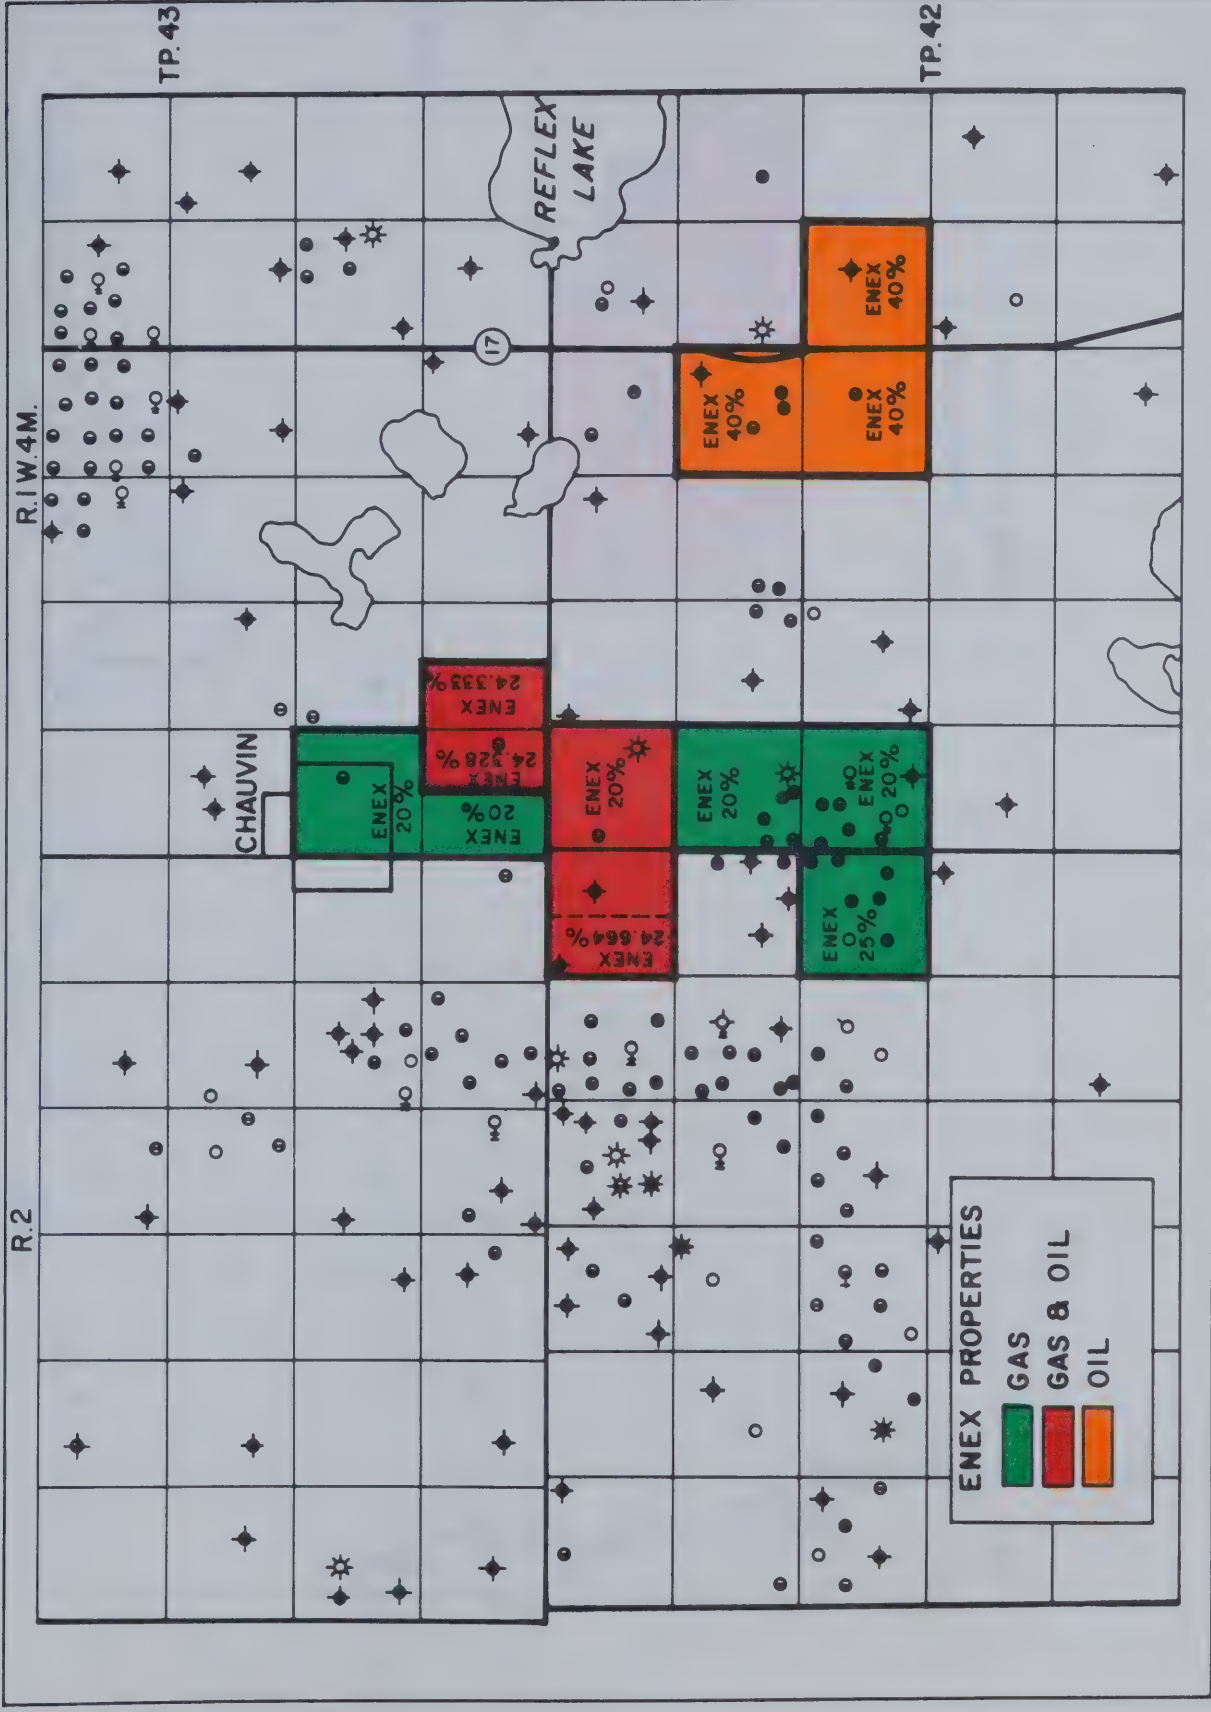 R.2
R.1 W.4M.
TP. 43
TP. 42
CHAUVIN
REFLEX
LAKE
17
ENEX
20%
ENEX
20%
ENEX
24.328 %
ENEX
24.333%
ENEX
20%
ENEX
24.664%
ENEX
20%
ENEX
20%
ENEX
25%
ENEX
40%
ENEX
40%
ENEX
40%
ENEX PROPERTIES
GAS
GAS & OIL
OIL